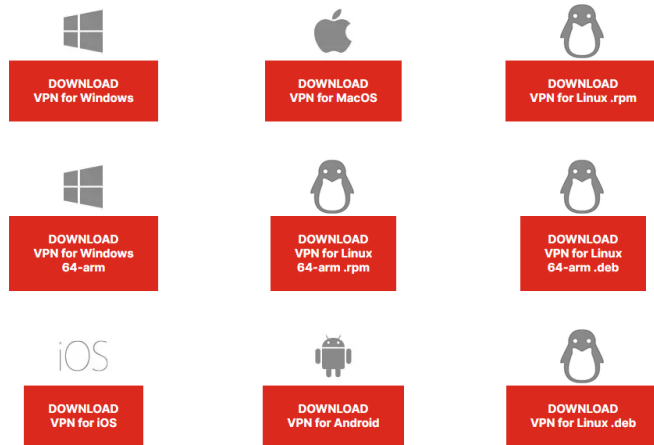 DOWNLOAD
VPN for Windows
DOWNLOAD
VPN for MacOS
DOWNLOAD
VPN for Linux .rpm
DOWNLOAD
VPN for Windows
64-arm
DOWNLOAD
VPN for Linux
64-arm .rpm
DOWNLOAD
VPN for Linux
64-arm .deb
iOS
DOWNLOAD
VPN for iOS
DOWNLOAD
VPN for Android
DOWNLOAD
VPN for Linux .deb